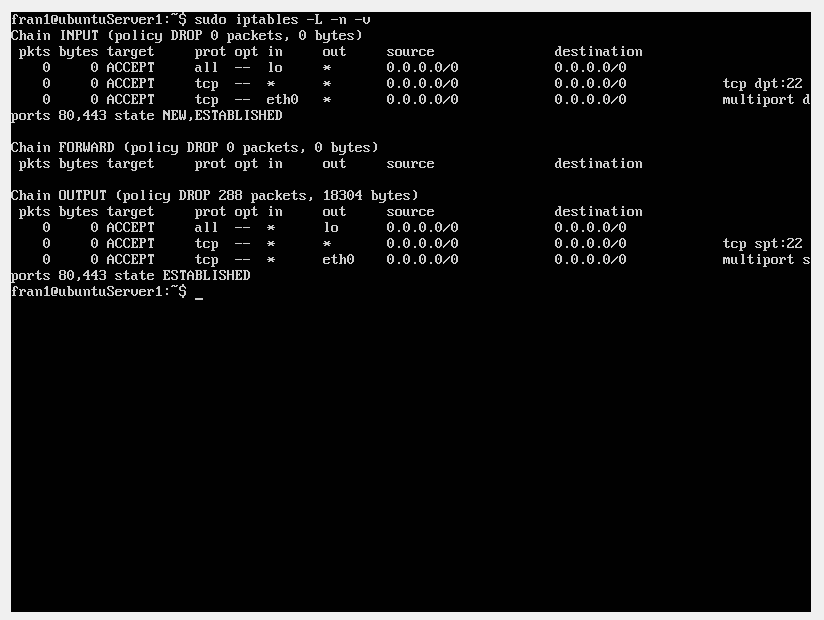 fran1@ubuntuServer1:~$ sudo iptables -L -n -v
Chain INPUT (policy DROP 0 packets, 0 bytes)
 pkts bytes target     prot opt in     out     source               destination
    0     0 ACCEPT     all  --  lo     *       0.0.0.0/0            0.0.0.0/0
    0     0 ACCEPT     tcp  --  *      *       0.0.0.0/0            0.0.0.0/0            tcp dpt:22
    0     0 ACCEPT     tcp  --  eth0   *       0.0.0.0/0            0.0.0.0/0            multiport d
ports 80,443 state NEW,ESTABLISHED

Chain FORWARD (policy DROP 0 packets, 0 bytes)
 pkts bytes target     prot opt in     out     source               destination

Chain OUTPUT (policy DROP 288 packets, 18304 bytes)
 pkts bytes target     prot opt in     out     source               destination
    0     0 ACCEPT     all  --  *      lo      0.0.0.0/0            0.0.0.0/0
    0     0 ACCEPT     tcp  --  *      *       0.0.0.0/0            0.0.0.0/0            tcp spt:22
    0     0 ACCEPT     tcp  --  *      eth0    0.0.0.0/0            0.0.0.0/0            multiport s
ports 80,443 state ESTABLISHED
fran1@ubuntuServer1:~$ _